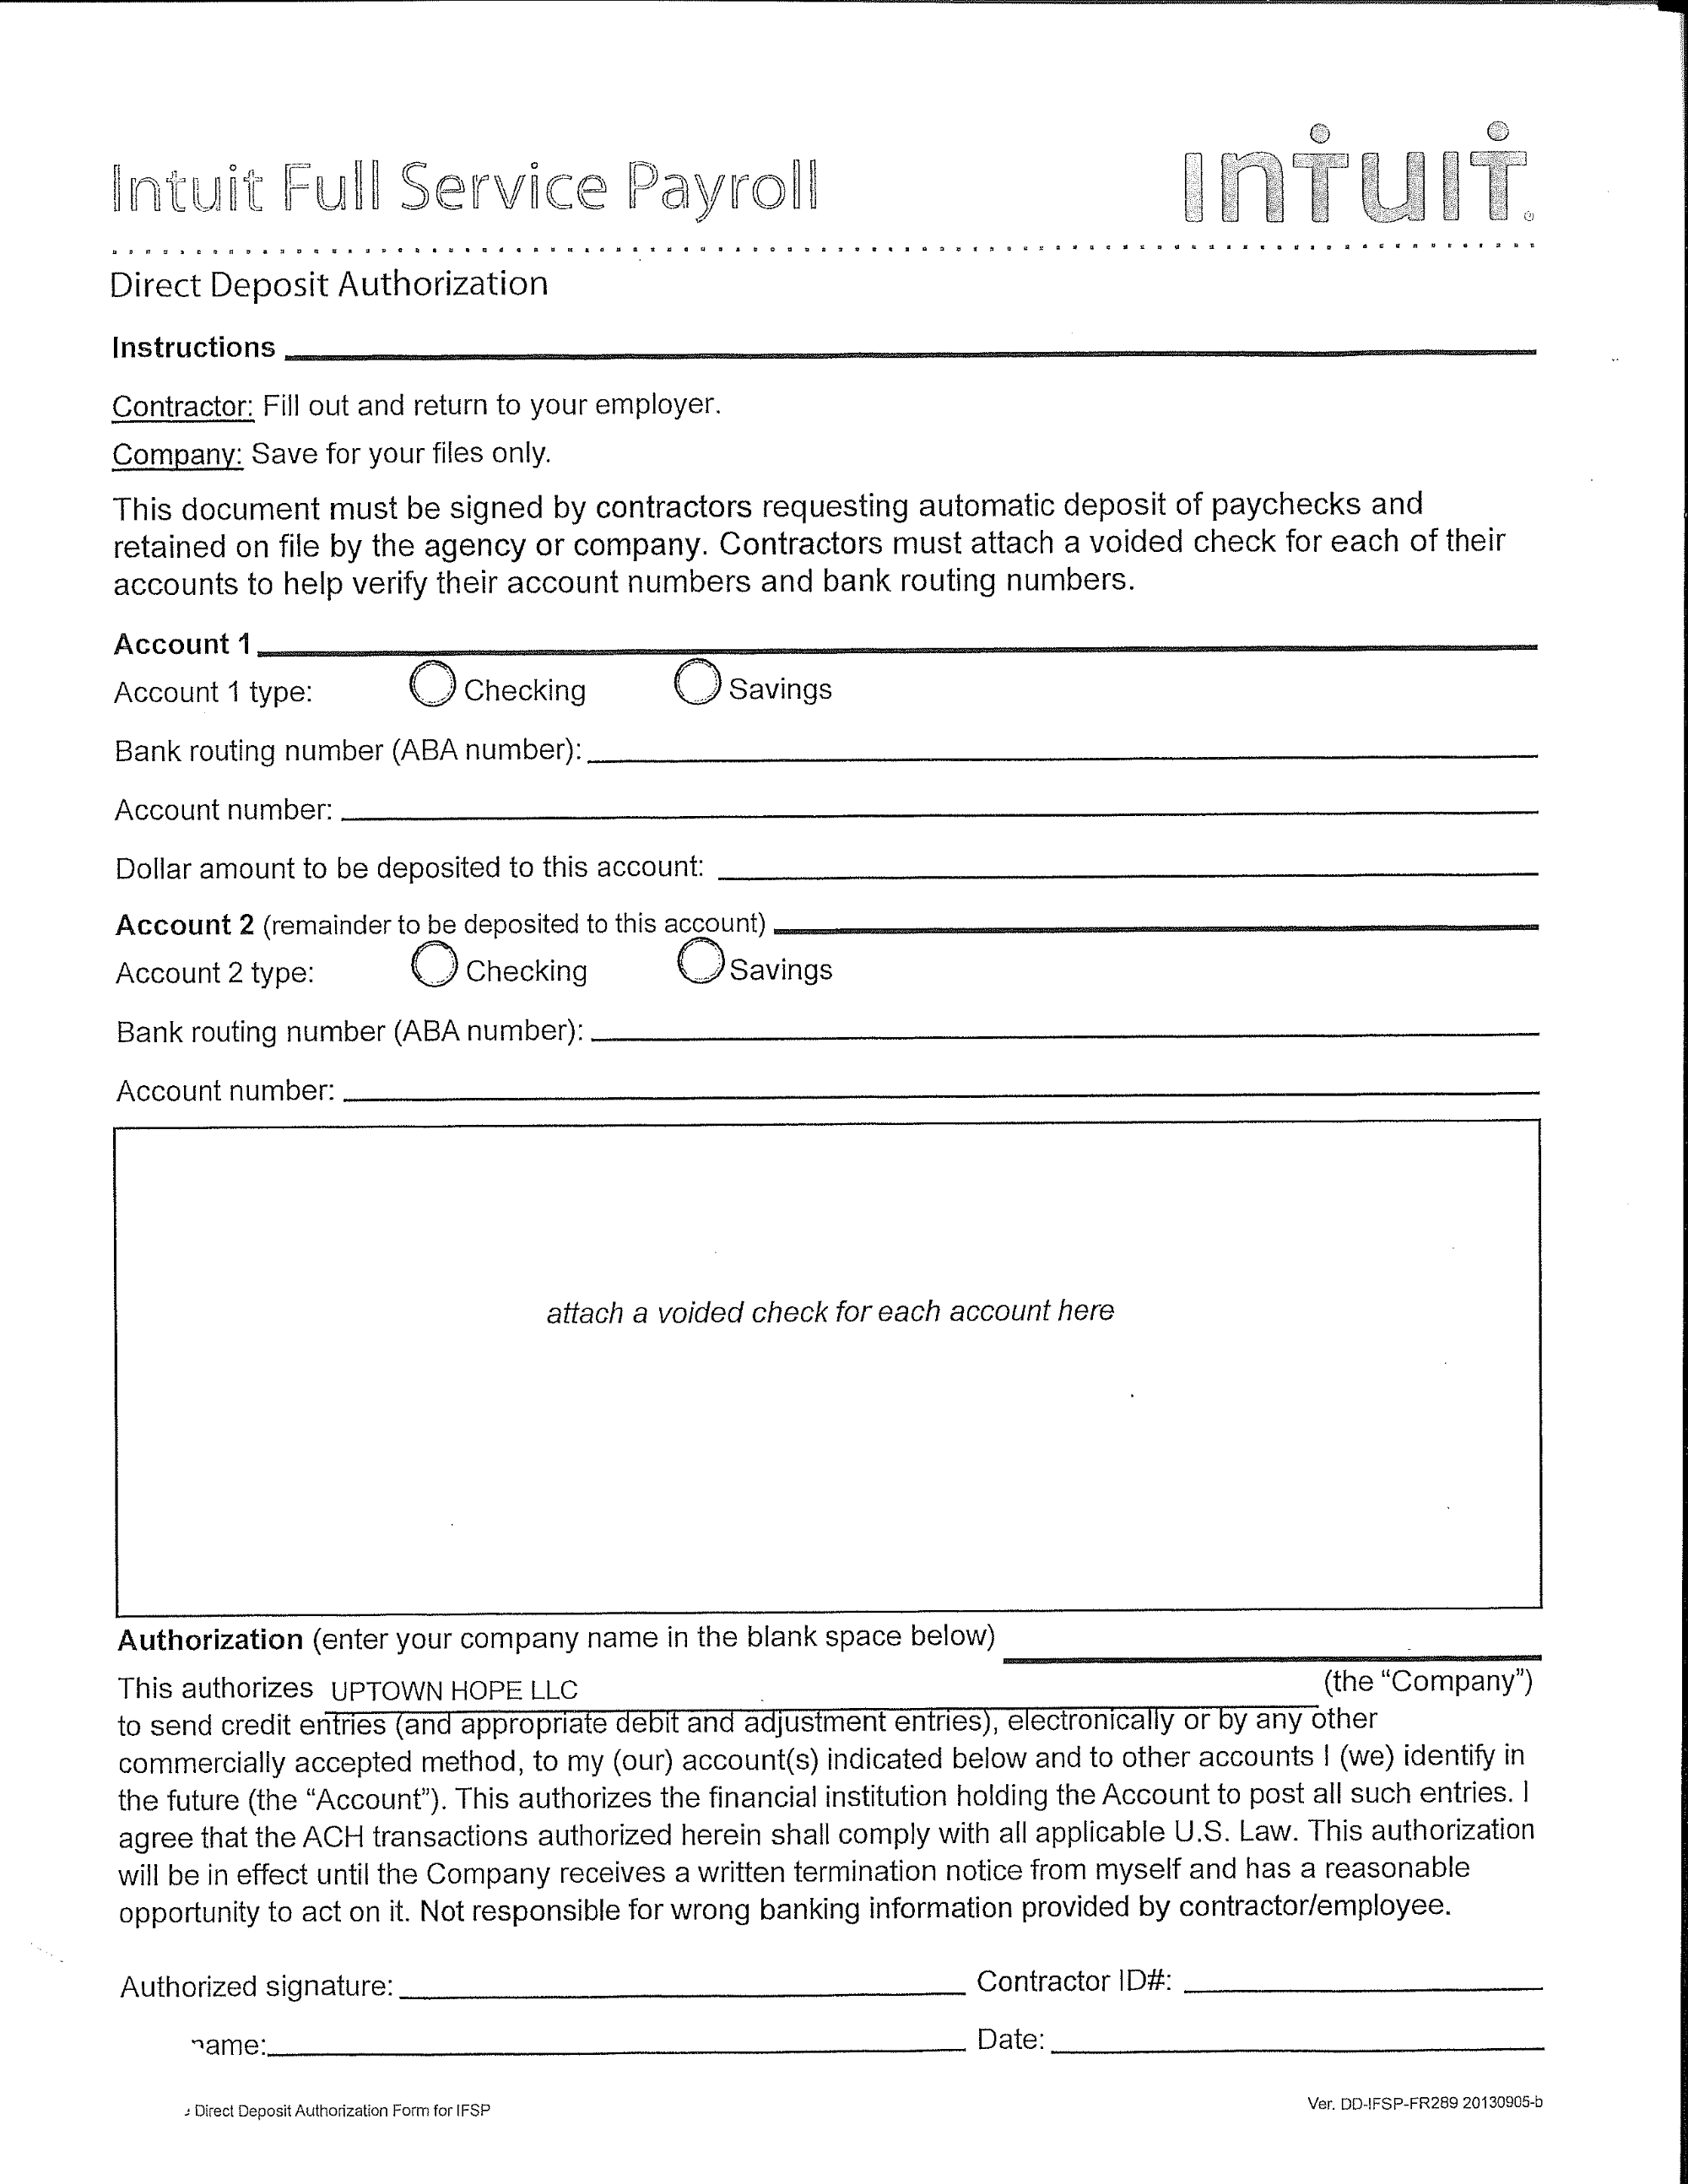 Intuit Full Service Payroll
intuit®
Direct Deposit Authorization
Instructions
Contractor: Fill out and return to your employer.
Company: Save for your files only.
This document must be signed by contractors requesting automatic deposit of paychecks and
retained on file by the agency or company. Contractors must attach a voided check for each of their
accounts to help verify their account numbers and bank routing numbers.
Account 1
Account 1 type: Checking Savings
Bank routing number (ABA number):
Account number:
Dollar amount to be deposited to this account:
Account 2 (remainder to be deposited to this account)
Account 2 type: Checking Savings
Bank routing number (ABA number):
Account number:
attach a voided check for each account here
Authorization (enter your company name in the blank space below)
This authorizes UPTOWN HOPE LLC (the “Company”)
to send credit entries (and appropriate debit and adjustment entries), electronically or by any other
commercially accepted method, to my (our) account(s) indicated below and to other accounts I (we) identify in
the future (the “Account”). This authorizes the financial institution holding the Account to post all such entries. I
agree that the ACH transactions authorized herein shall comply with all applicable U.S. Law. This authorization
will be in effect until the Company receives a written termination notice from myself and has a reasonable
opportunity to act on it. Not responsible for wrong banking information provided by contractor/employee.
Authorized signature: Contractor ID#:
name: Date:
Direct Deposit Authorization Form for IFSP
Ver. DD-IFSP-FR289 20130905-b